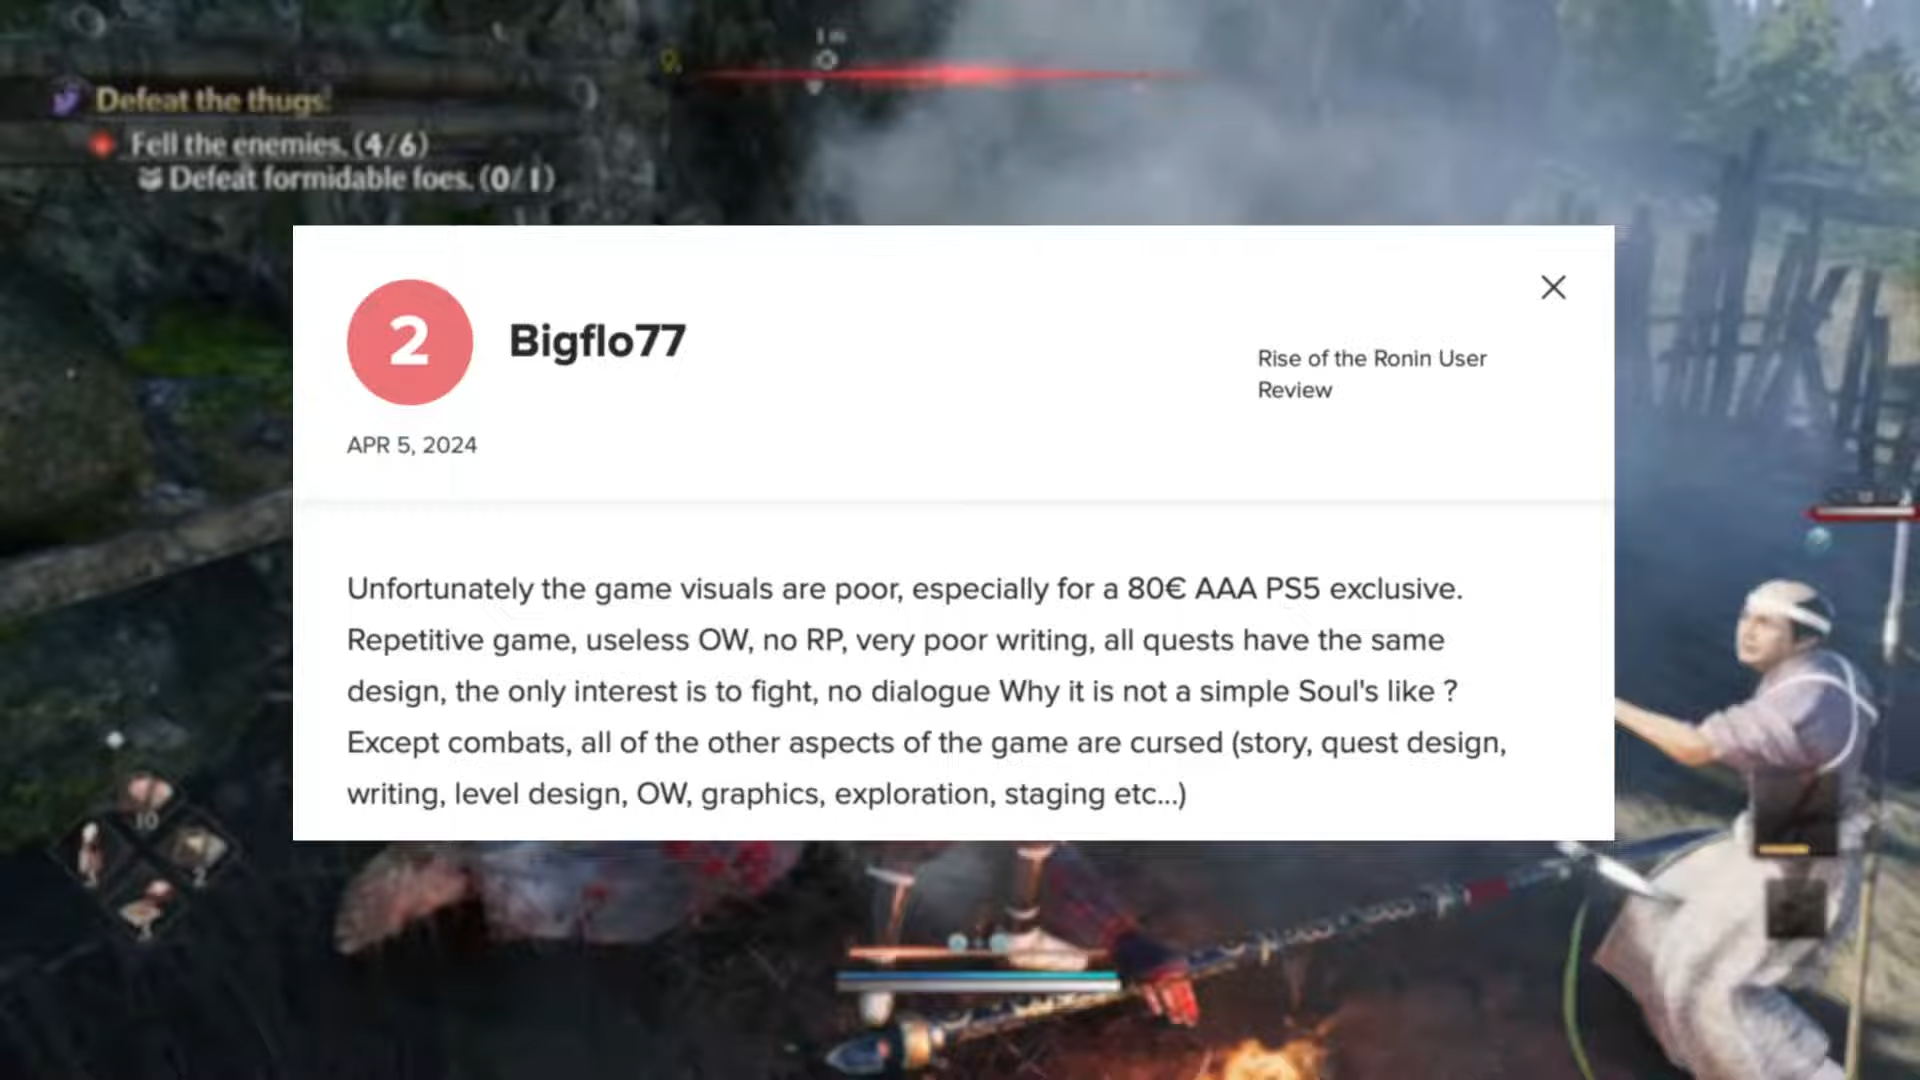 1m
Defeat the thugs!
Fell the enemies. (4/6)
Defeat formidable foes. (0/1)
2
Bigflo77
Rise of the Ronin User
Review
APR 5, 2024
Unfortunately the game visuals are poor, especially for a 80€ AAA PS5 exclusive.
Repetitive game, useless OW, no RP, very poor writing, all quests have the same
design, the only interest is to fight, no dialogue Why it is not a simple Soul's like ?
Except combats, all of the other aspects of the game are cursed (story, quest design,
writing, level design, OW, graphics, exploration, staging etc...)
10
2